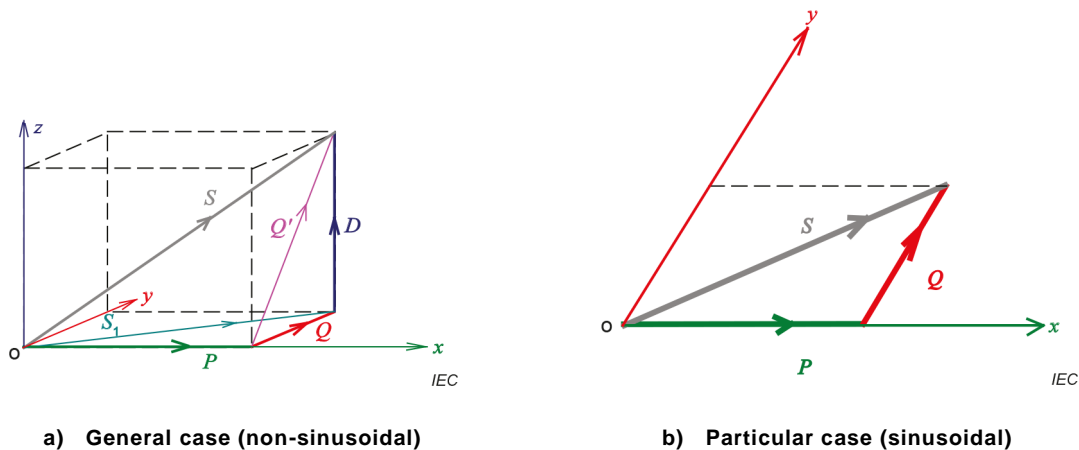 z
S
Q'
D
y
S1
Q
O
P
x
IEC
a) General case (non-sinusoidal)
y
S
Q
O
x
P
IEC
b) Particular case (sinusoidal)